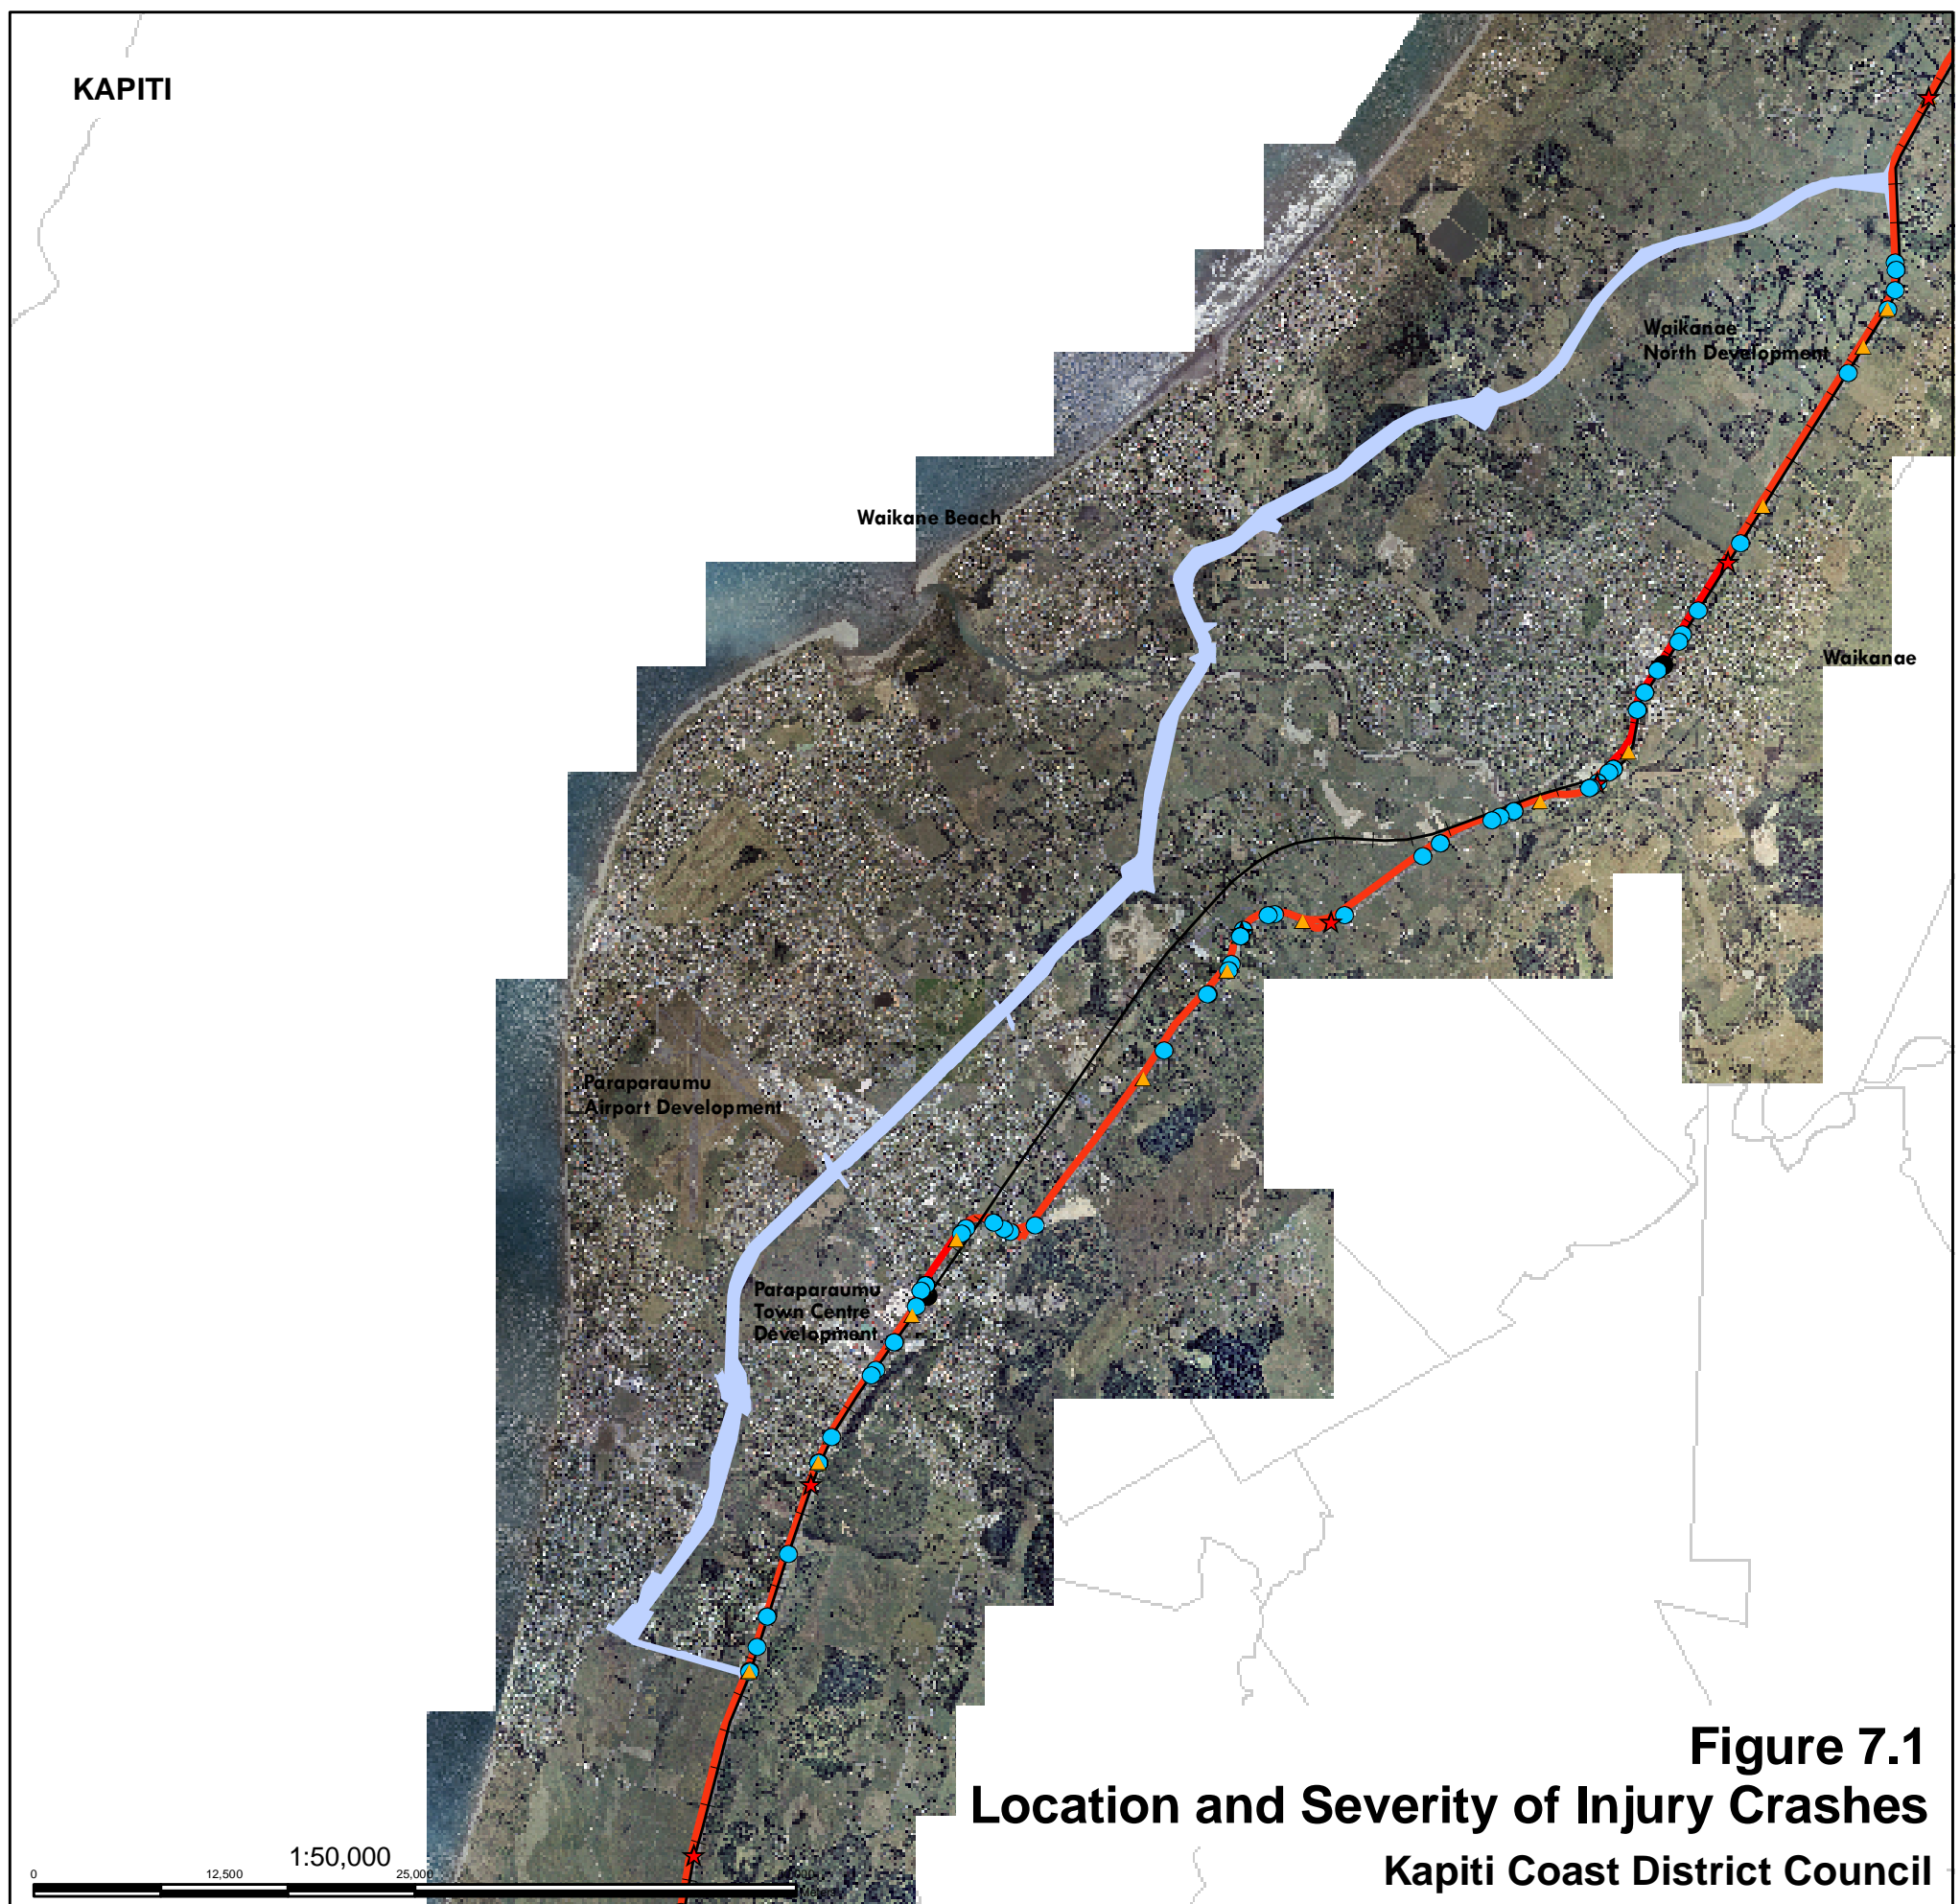 KAPITI
Waikanae
North Development
Waikane Beach
Waikanae
Paraparaumu
Airport Development
Paraparaumu
Town Centre
Development
Figure 7.1
Location and Severity of Injury Crashes
Kapiti Coast District Council
1:50,000
0 12,500 25,000